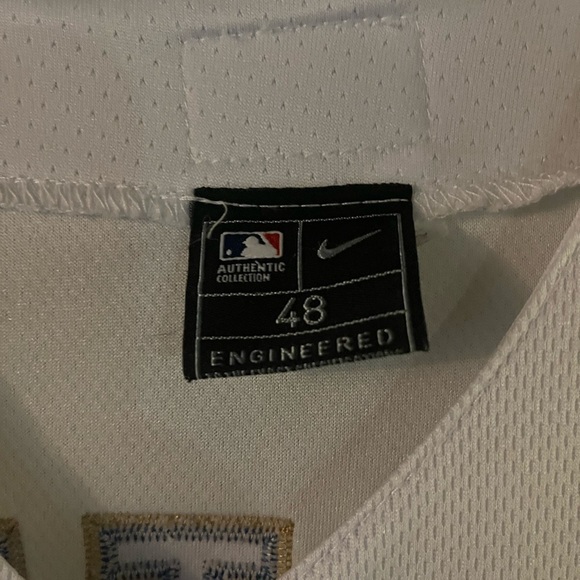 AUTHENTIC
COLLECTION
48
ENGINEERED